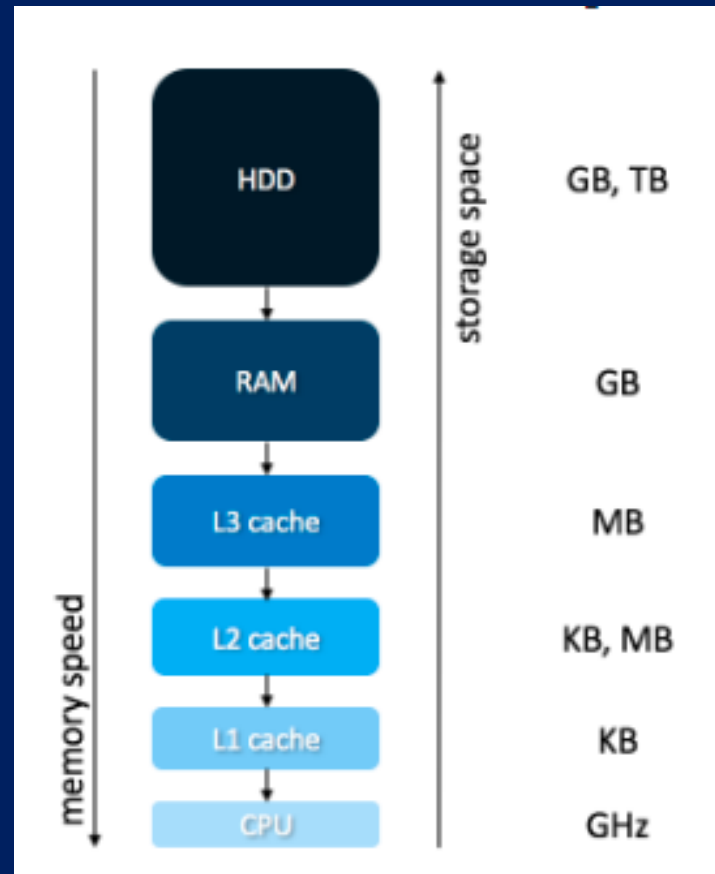 HDD
GB, TB
storage space
RAM
GB
L3 cache
MB
memory speed
L2 cache
KB, MB
L1 cache
KB
CPU
GHz